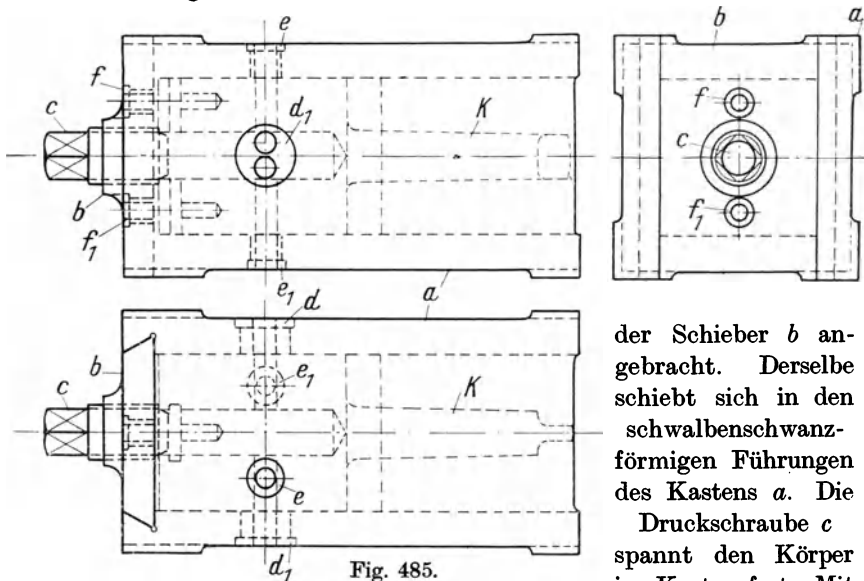 e
a
b
f
f
c
K
d₁
c
b
f₁
f₁
e₁
d
a
der Schieber b an-
gebracht. Derselbe
schiebt sich in den
schwalbenschwanz-
förmigen Führungen
des Kastens a. Die
Druckschraube c
spannt den Körper
b
c
e₁
K
e
d₁
Fig. 485.